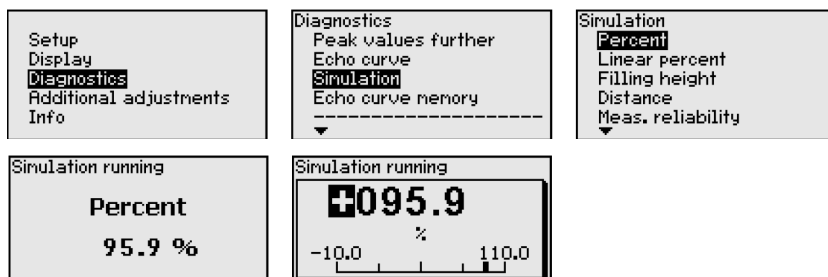 Setup
Display
Diagnostics
Additional adjustments
Info
Diagnostics
Peak values further
Echo curve
Simulation
Echo curve memory
Simulation
Percent
Linear percent
Filling height
Distance
Meas. reliability
Simulation running
Percent
95.9 %
Simulation running
+095.9
%
-10.0 110.0